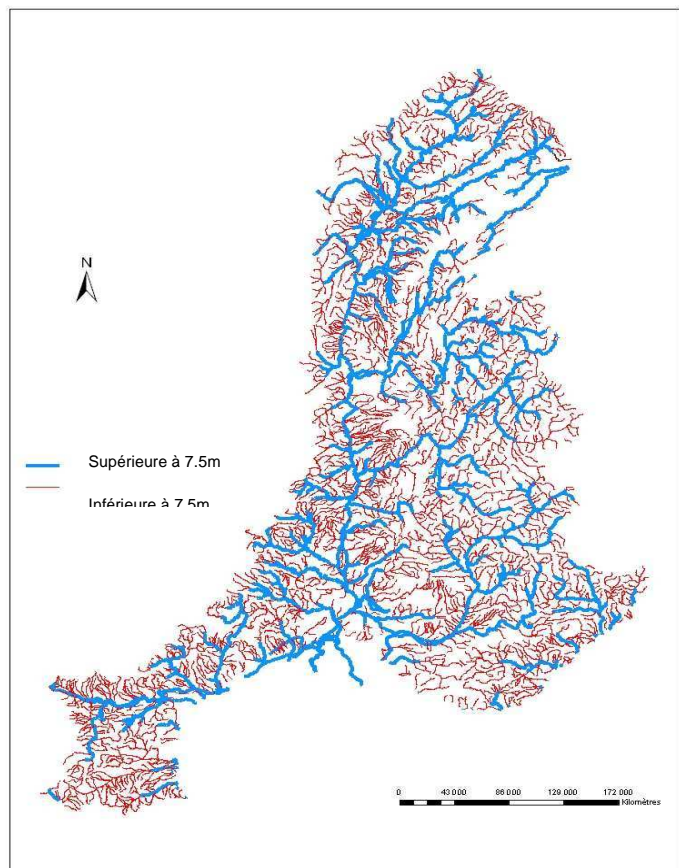 N
Supérieure à 7.5m
Inférieure à 7.5m
0 43 000 86 000 129 000 172 000
Kilomètres